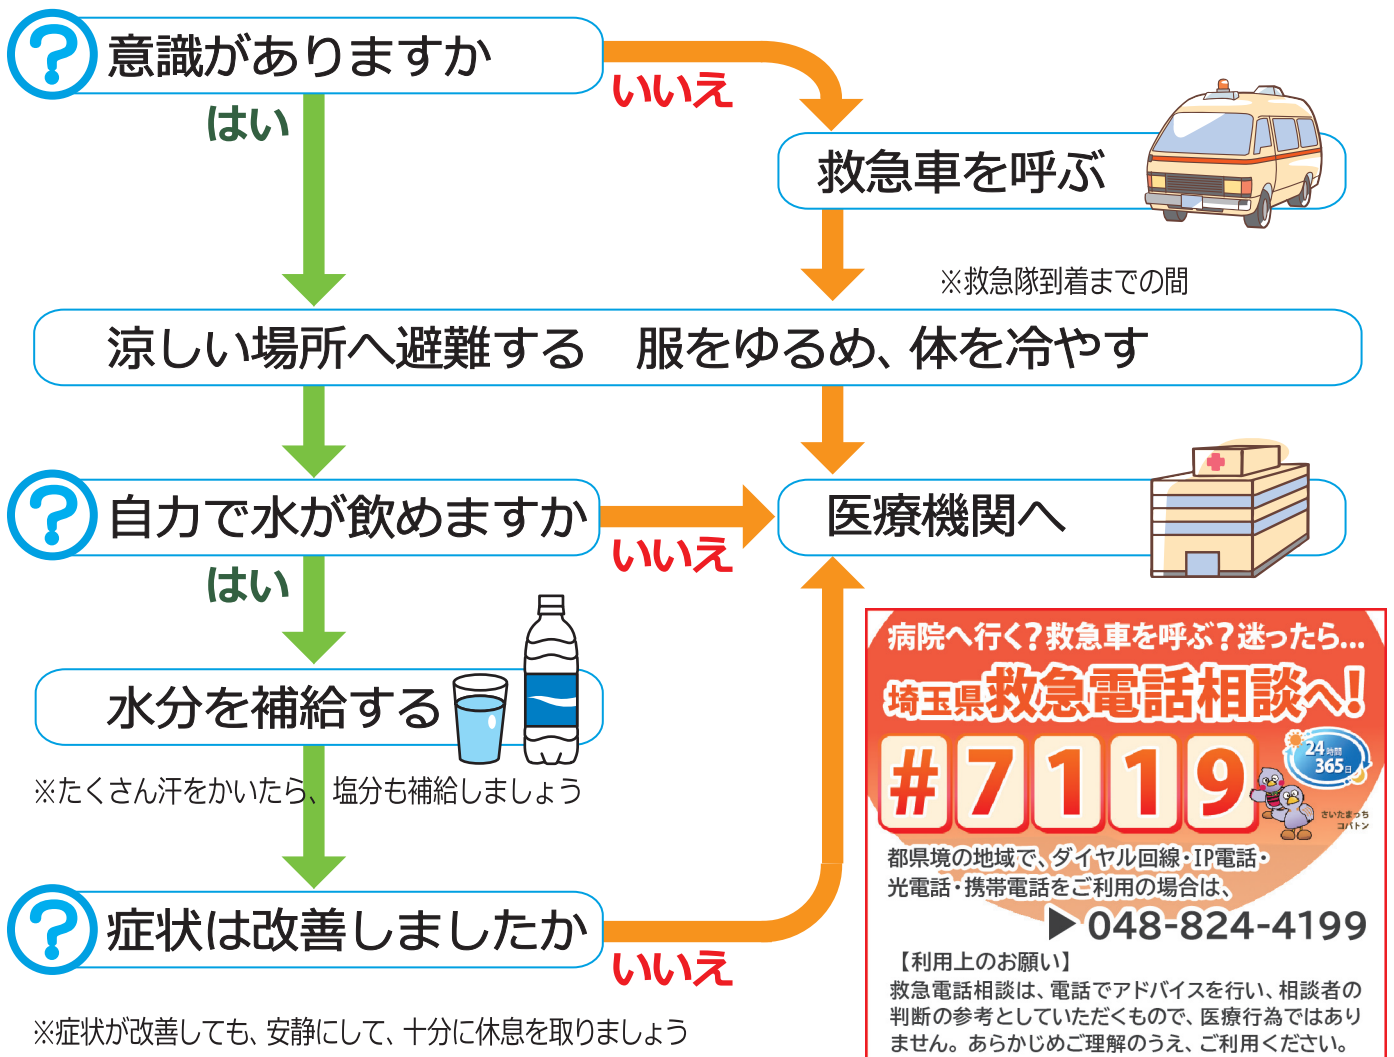 ?
意識がありますか
いいえ
はい
救急車を呼ぶ
※救急隊到着までの間
涼しい場所へ避難する　服をゆるめ、体を冷やす
?
自力で水が飲めますか
いいえ
医療機関へ
はい
水分を補給する
※たくさん汗をかいたら、塩分も補給しましょう
?
症状は改善しましたか
いいえ
※症状が改善しても、安静にして、十分に休息を取りましょう
病院へ行く?救急車を呼ぶ?迷ったら…
埼玉県救急電話相談へ!
#7119
24時間
365日
さいたまっち
コバトン
都県境の地域で、ダイヤル回線・IP電話・
光電話・携帯電話をご利用の場合は、
▶048-824-4199
【利用上のお願い】
救急電話相談は、電話でアドバイスを行い、相談者の
判断の参考としていただくもので、医療行為ではあり
ません。あらかじめご理解のうえ、ご利用ください。